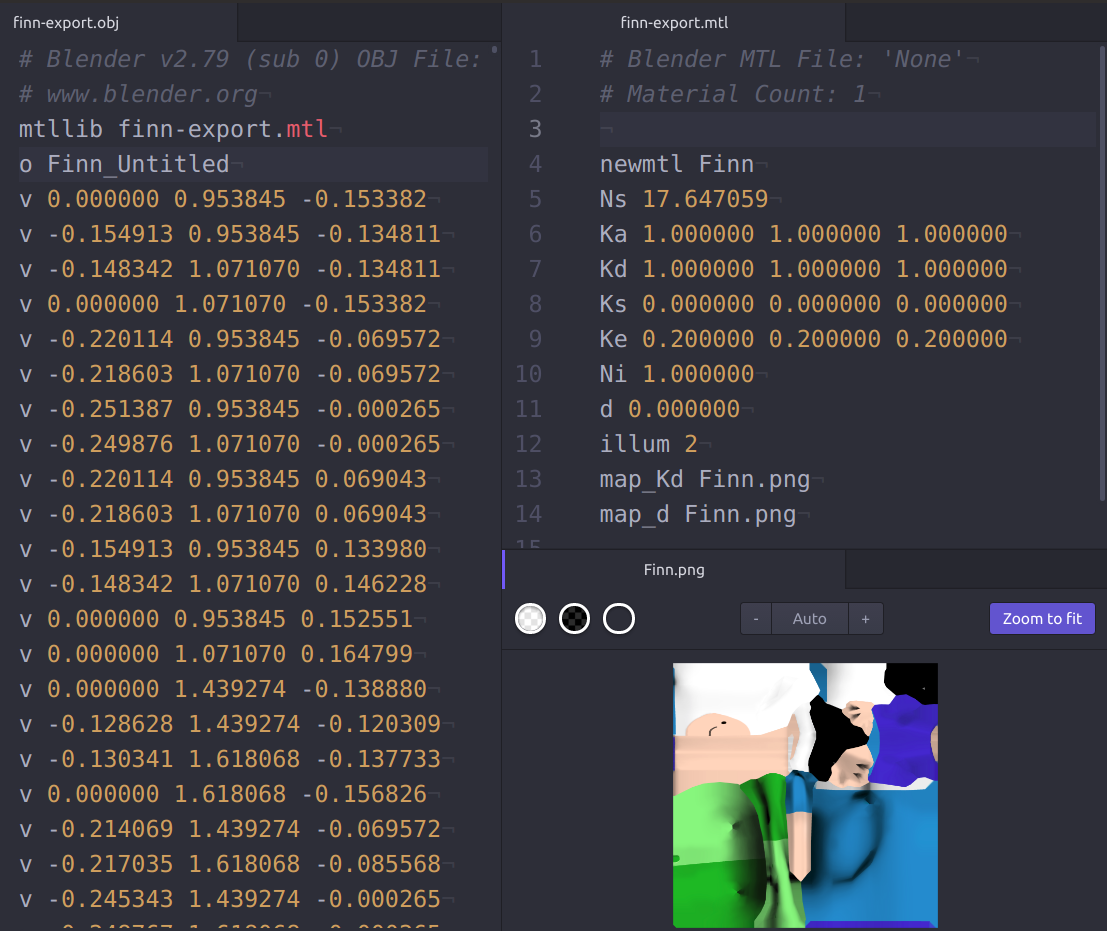 finn-export.obj
# Blender v2.79 (sub 0) OBJ File:
# www.blender.org¬
mtllib finn-export.mtl¬
o Finn_Untitled¬
v 0.000000 0.953845 -0.153382¬
v -0.154913 0.953845 -0.134811¬
v -0.148342 1.071070 -0.134811¬
v 0.000000 1.071070 -0.153382¬
v -0.220114 0.953845 -0.069572¬
v -0.218603 1.071070 -0.069572¬
v -0.251387 0.953845 -0.000265¬
v -0.249876 1.071070 -0.000265¬
v -0.220114 0.953845 0.069043¬
v -0.218603 1.071070 0.069043¬
v -0.154913 0.953845 0.133980¬
v -0.148342 1.071070 0.146228¬
v 0.000000 0.953845 0.152551¬
v 0.000000 1.071070 0.164799¬
v 0.000000 1.439274 -0.138880¬
v -0.128628 1.439274 -0.120309¬
v -0.130341 1.618068 -0.137733¬
v 0.000000 1.618068 -0.156826¬
v -0.214069 1.439274 -0.069572¬
v -0.217035 1.618068 -0.085568¬
v -0.245343 1.439274 -0.000265¬
finn-export.mtl
1 # Blender MTL File: 'None'¬
2 # Material Count: 1¬
3 ¬
4 newmtl Finn¬
5 Ns 17.647059¬
6 Ka 1.000000 1.000000 1.000000¬
7 Kd 1.000000 1.000000 1.000000¬
8 Ks 0.000000 0.000000 0.000000¬
9 Ke 0.200000 0.200000 0.200000¬
10 Ni 1.000000¬
11 d 0.000000¬
12 illum 2¬
13 map_Kd Finn.png¬
14 map_d Finn.png¬
15
Finn.png
- Auto + Zoom to fit